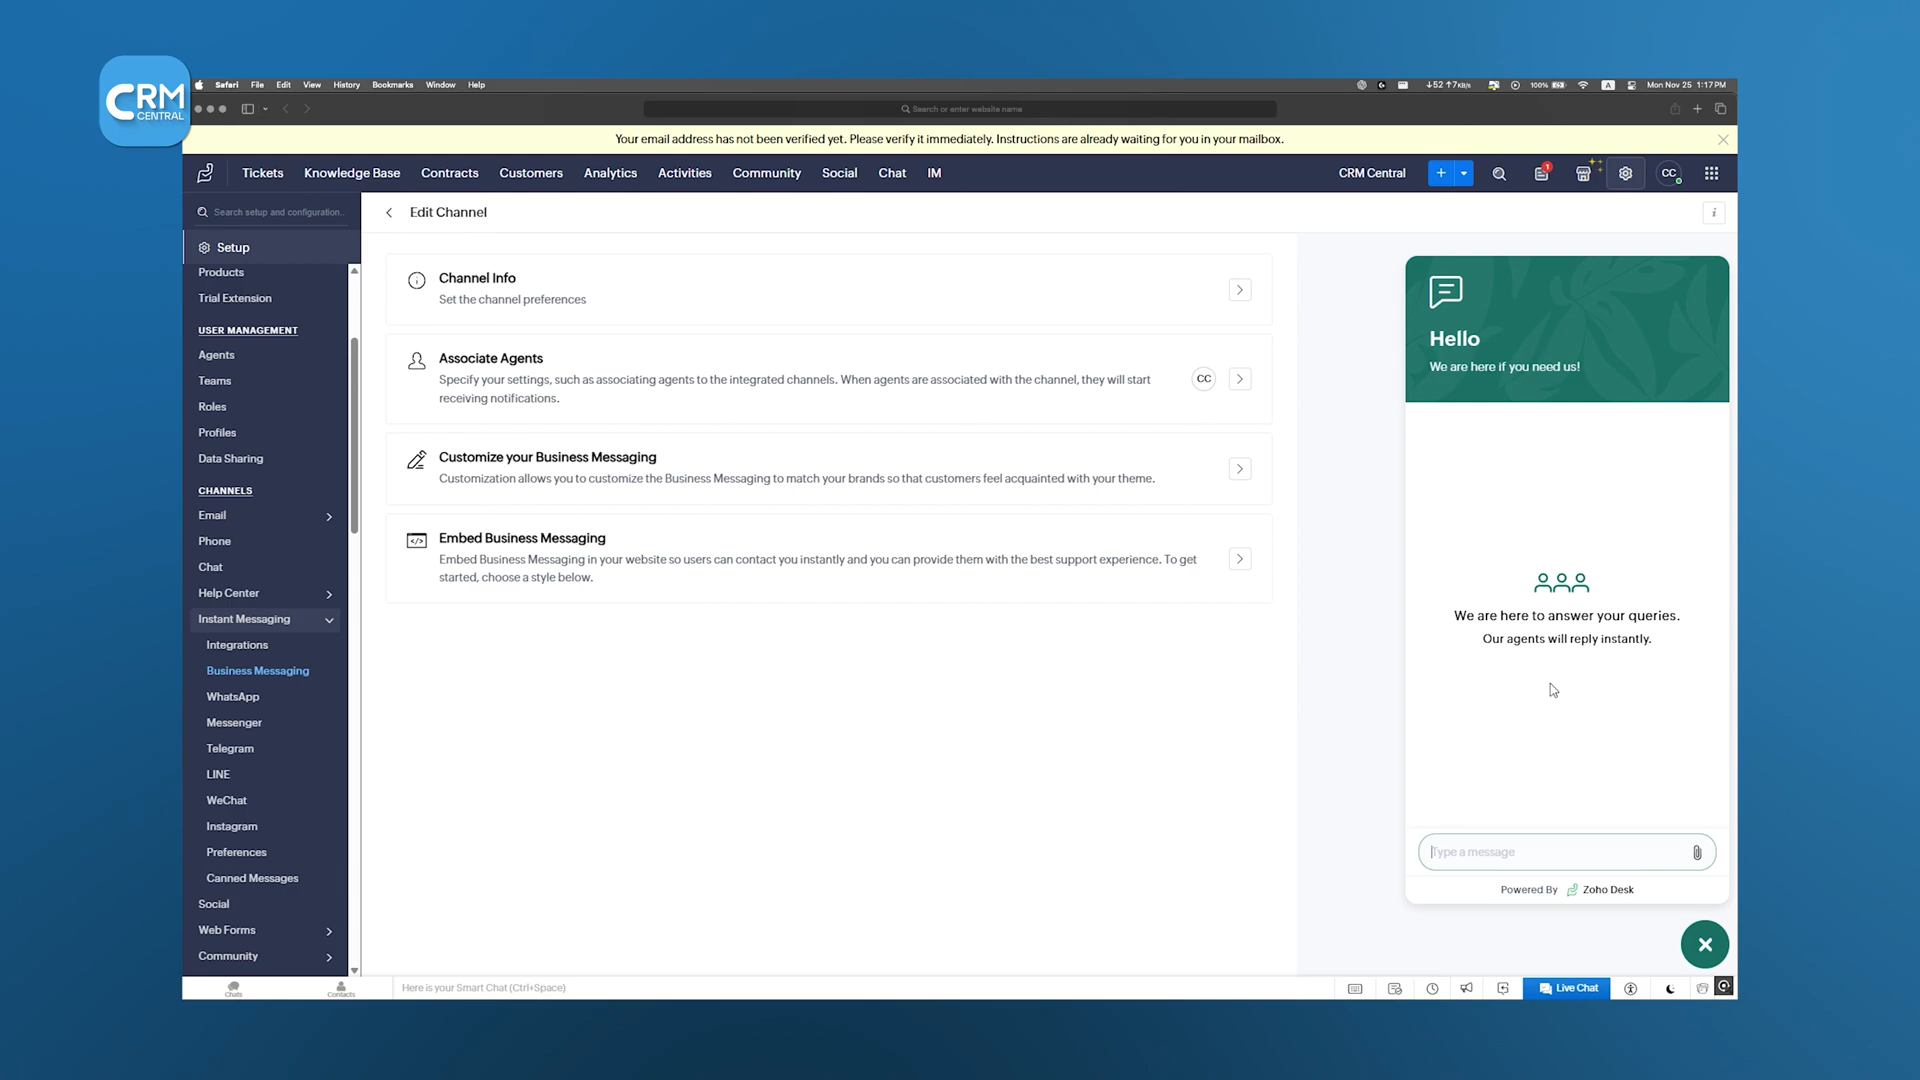 CRM
CENTRAL
Safari File Edit View History Bookmarks Window Help
↓52 ↑7KB/s 100% A Mon Nov 25 1:17PM
Search or enter website name
Your email address has not been verified yet. Please verify it immediately. Instructions are already waiting for you in your mailbox.
Tickets Knowledge Base Contracts Customers Analytics Activities Community Social Chat IM
CRM Central + 1 CC
Search setup and configuration..
Edit Channel
i
Setup
Products
Trial Extension
USER MANAGEMENT
Agents
Teams
Roles
Profiles
Data Sharing
CHANNELS
Email
Phone
Chat
Help Center
Instant Messaging
Integrations
Business Messaging
WhatsApp
Messenger
Telegram
LINE
WeChat
Instagram
Preferences
Canned Messages
Social
Web Forms
Community
Channel Info
Set the channel preferences
Associate Agents
Specify your settings, such as associating agents to the integrated channels. When agents are associated with the channel, they will start
receiving notifications.
CC
Customize your Business Messaging
Customization allows you to customize the Business Messaging to match your brands so that customers feel acquainted with your theme.
Embed Business Messaging
Embed Business Messaging in your website so users can contact you instantly and you can provide them with the best support experience. To get
started, choose a style below.
Hello
We are here if you need us!
We are here to answer your queries.
Our agents will reply instantly.
Type a message
Powered By Zoho Desk
Chats
Contacts
Here is your Smart Chat (Ctrl+Space)
Live Chat